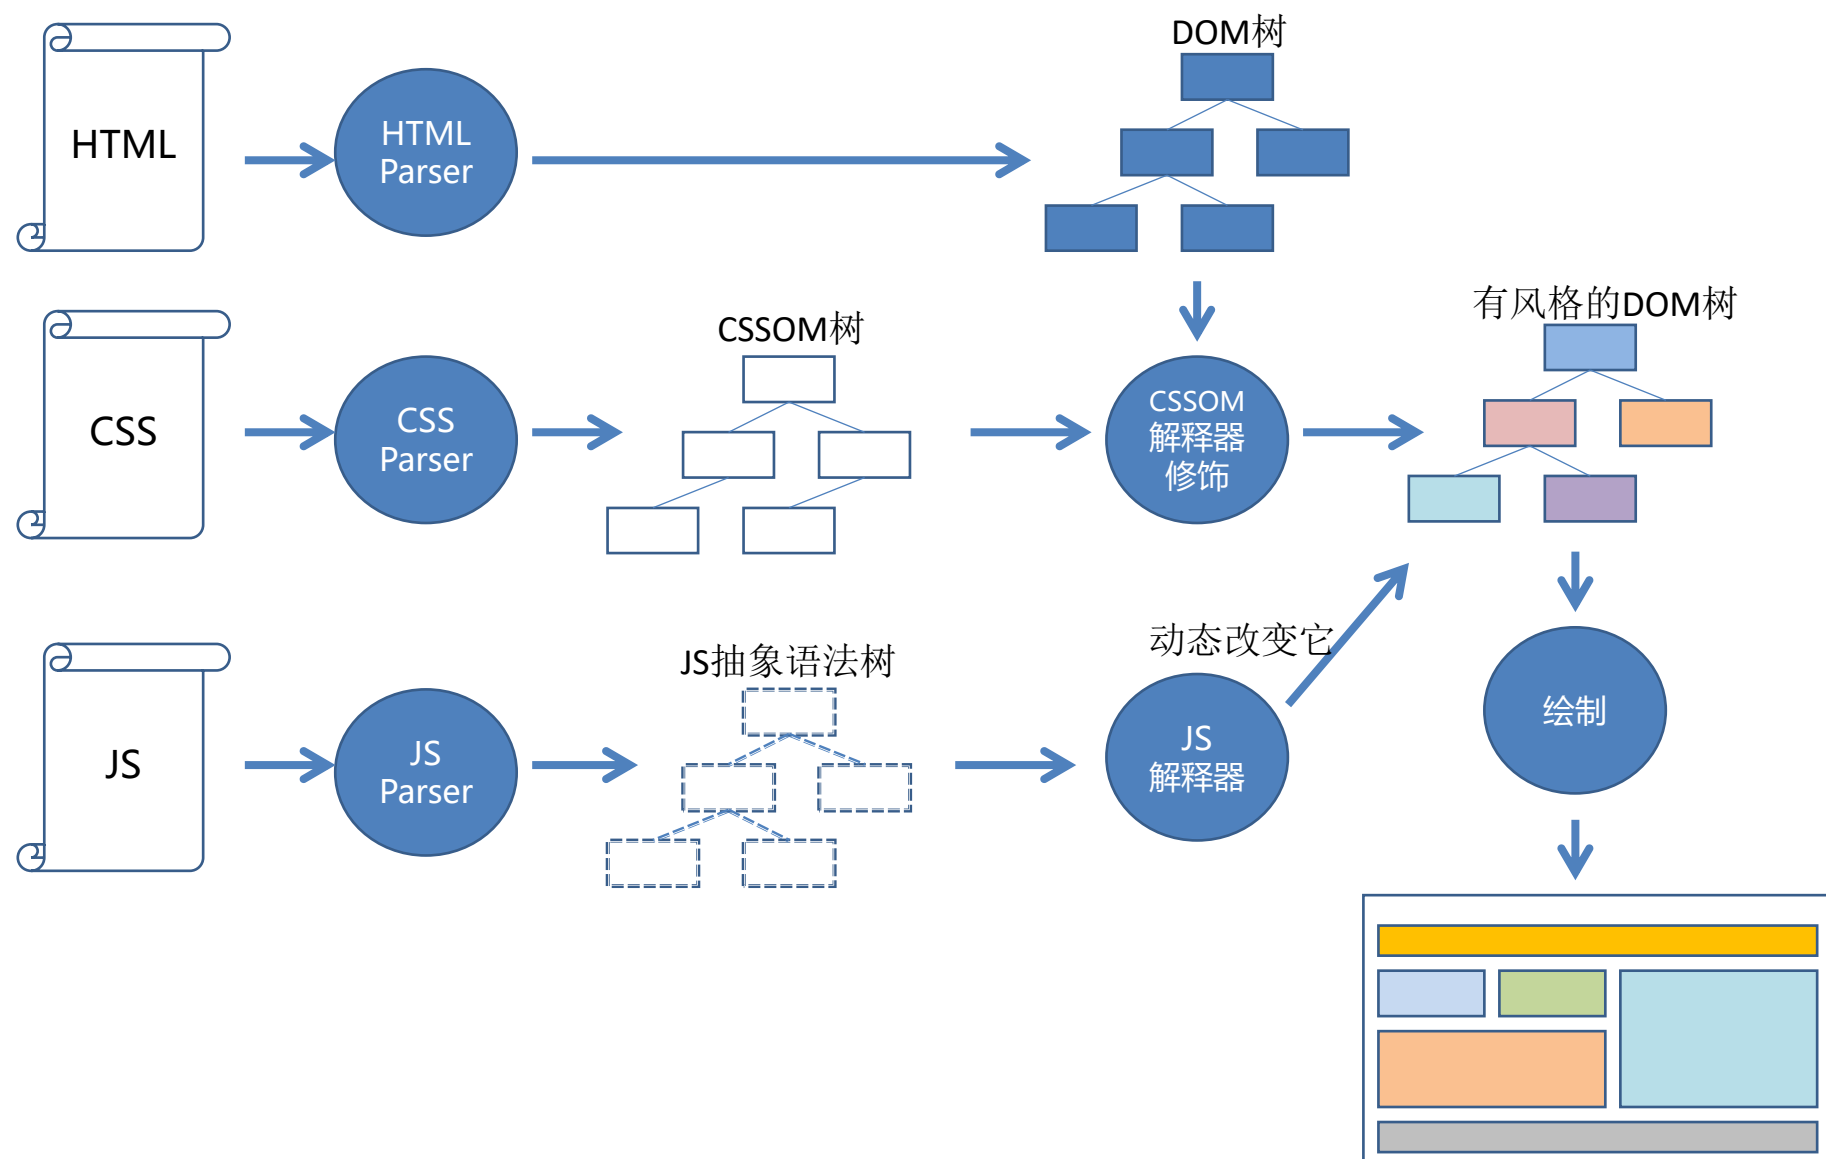 DOM树
HTML
HTML
Parser
有风格的DOM树
CSSOM树
CSS
CSS
Parser
CSSOM
解释器
修饰
动态改变它
JS抽象语法树
JS
JS
Parser
JS
解释器
绘制